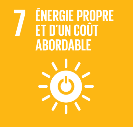 7 ÉNERGIE PROPRE
ET D'UN COÛT
ABORDABLE